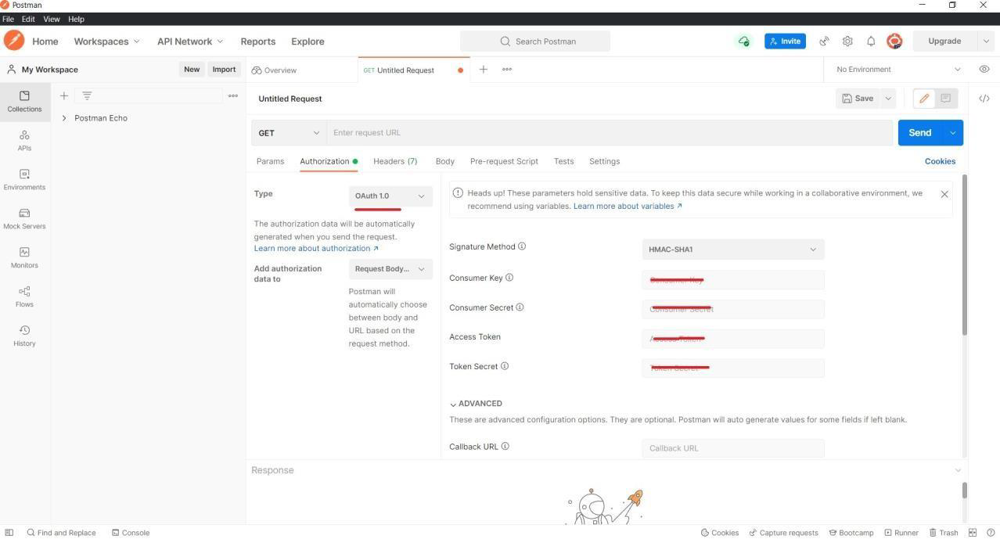 Postman
File Edit View Help
Home Workspaces API Network Reports Explore Search Postman Invite Upgrade
My Workspace New Import Overview GET Untitled Request No Environment
Collections
Postman Echo
APIs
Environments
Mock Servers
Monitors
Flows
History
Untitled Request Save
GET Enter request URL Send
Params Authorization Headers (7) Body Pre-request Script Tests Settings Cookies
Type OAuth 1.0
The authorization data will be automatically
generated when you send the request.
Learn more about authorization
Add authorization
data to
Request Body...
Postman will
automatically choose
between body and
URL based on the
request method.
Heads up! These parameters hold sensitive data. To keep this data secure while working in a collaborative environment, we
recommend using variables. Learn more about variables
Signature Method HMAC-SHA1
Consumer Key Consumer Key
Consumer Secret Consumer Secret
Access Token Access Token
Token Secret Token Secret
ADVANCED
These are advanced configuration options. They are optional. Postman will auto generate values for some fields if left blank.
Callback URL Callback URL
Response
Find and Replace Console Cookies Capture requests Bootcamp Runner Trash